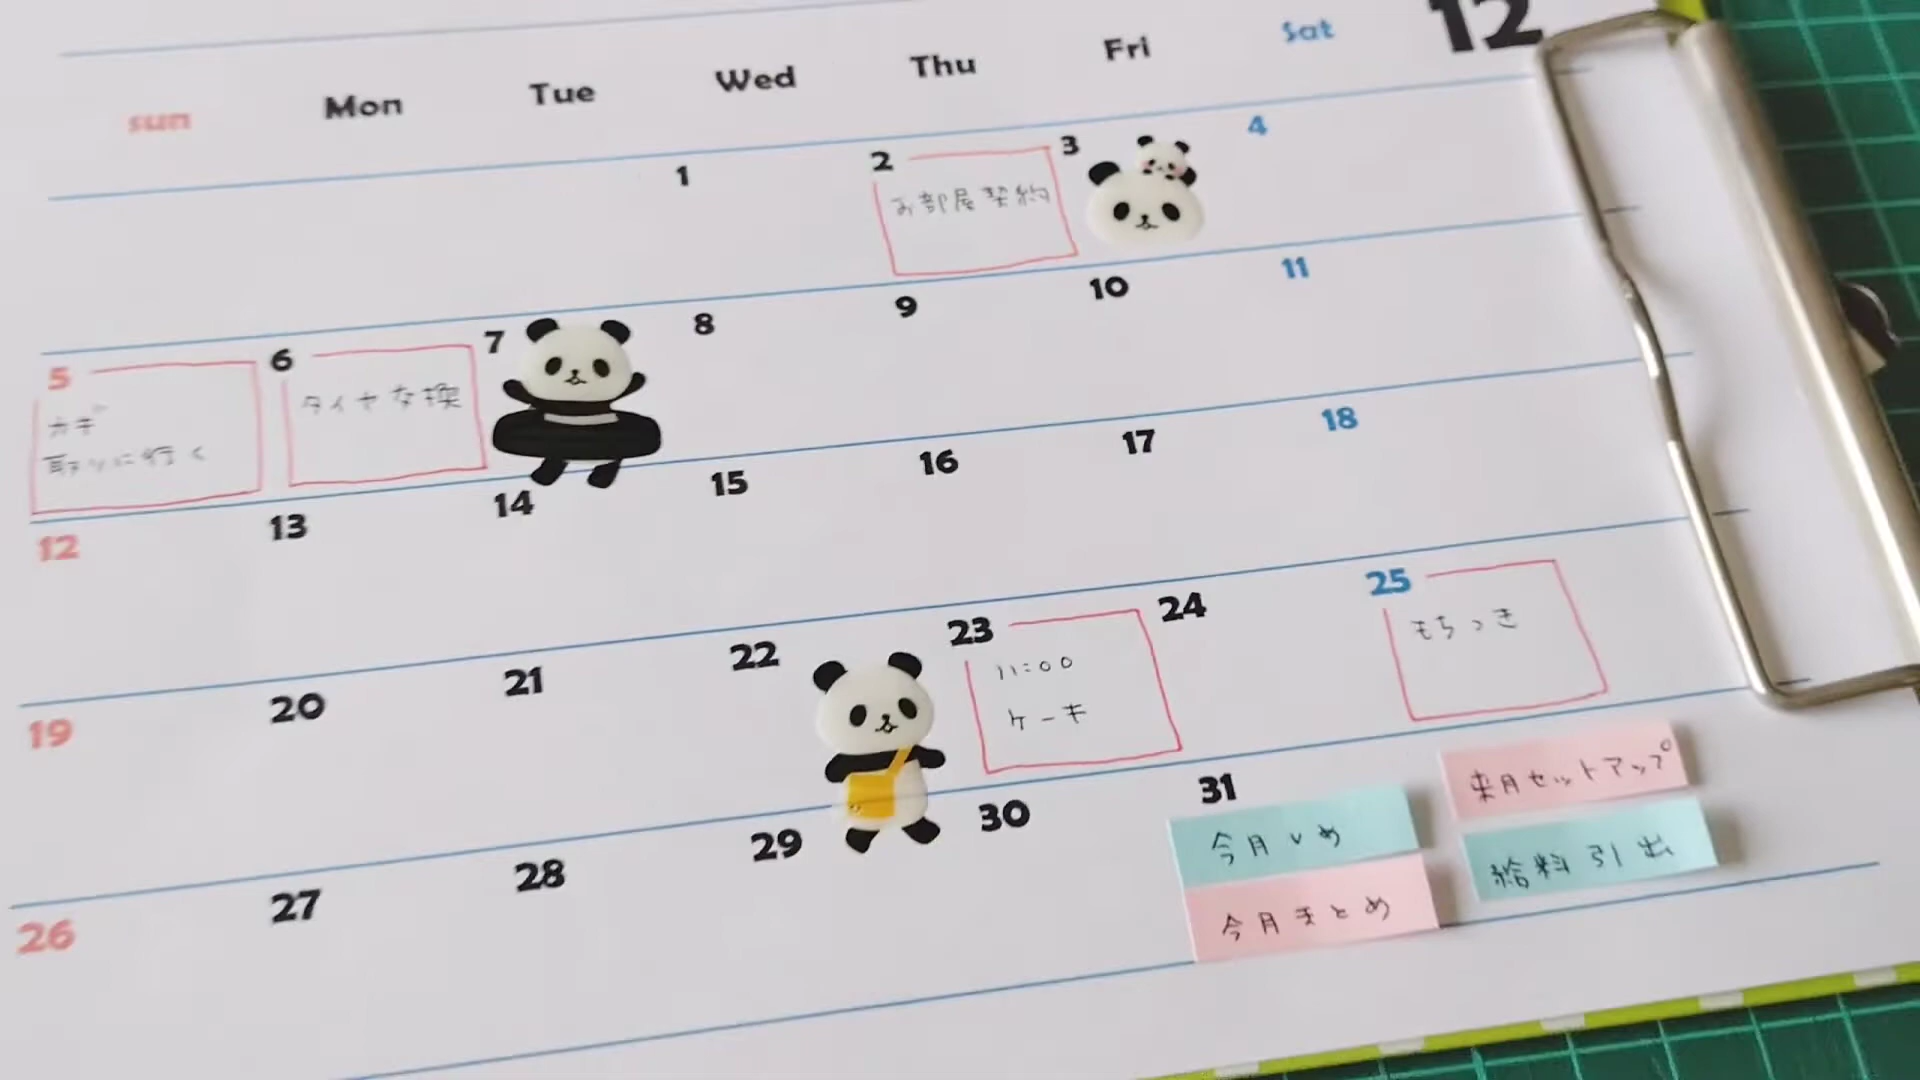 12
sun Mon Tue Wed Thu Fri Sat
1 2 3 4
お部屋契約
5 6 7 8 9 10 11
カギ
取りに行く
タイヤ交換
12 13 14 15 16 17 18
19 20 21 22 23 24 25
11:00
ケーキ
もちつき
26 27 28 29 30 31
今月〆め
今月まとめ
来月セットアップ
給料引出